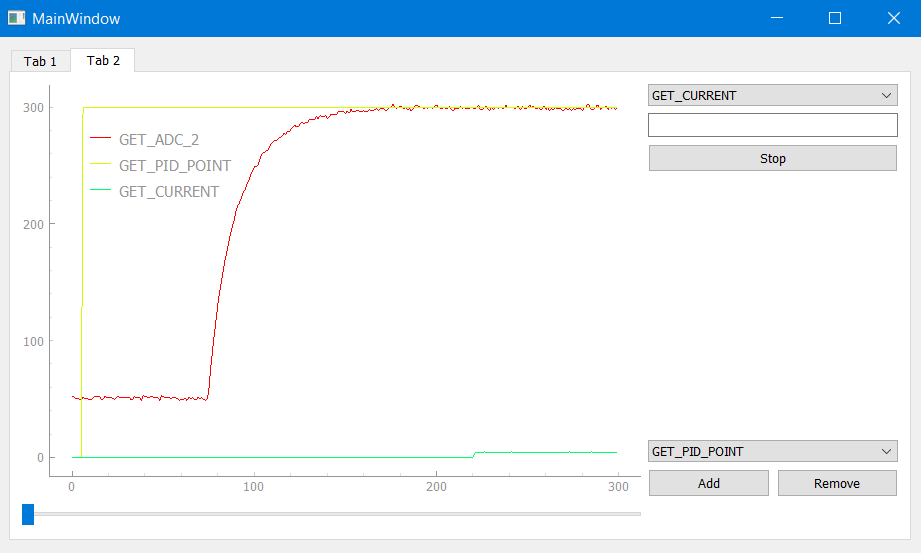 MainWindow
Tab 1
Tab 2
300
200
100
0
GET_ADC_2
GET_PID_POINT
GET_CURRENT
0
100
200
300
GET_CURRENT
Stop
GET_PID_POINT
Add
Remove